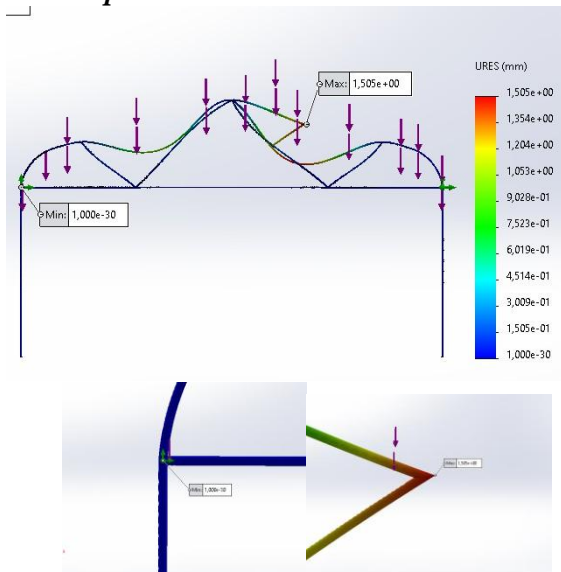 URES (mm)
1,505e+00
1,354e+00
1,204e+00
1,053e+00
9,028e-01
7,523e-01
6,019e-01
4,514e-01
3,009e-01
1,505e-01
1,000e-30
Max: 1,505e+00
Min: 1,000e-30